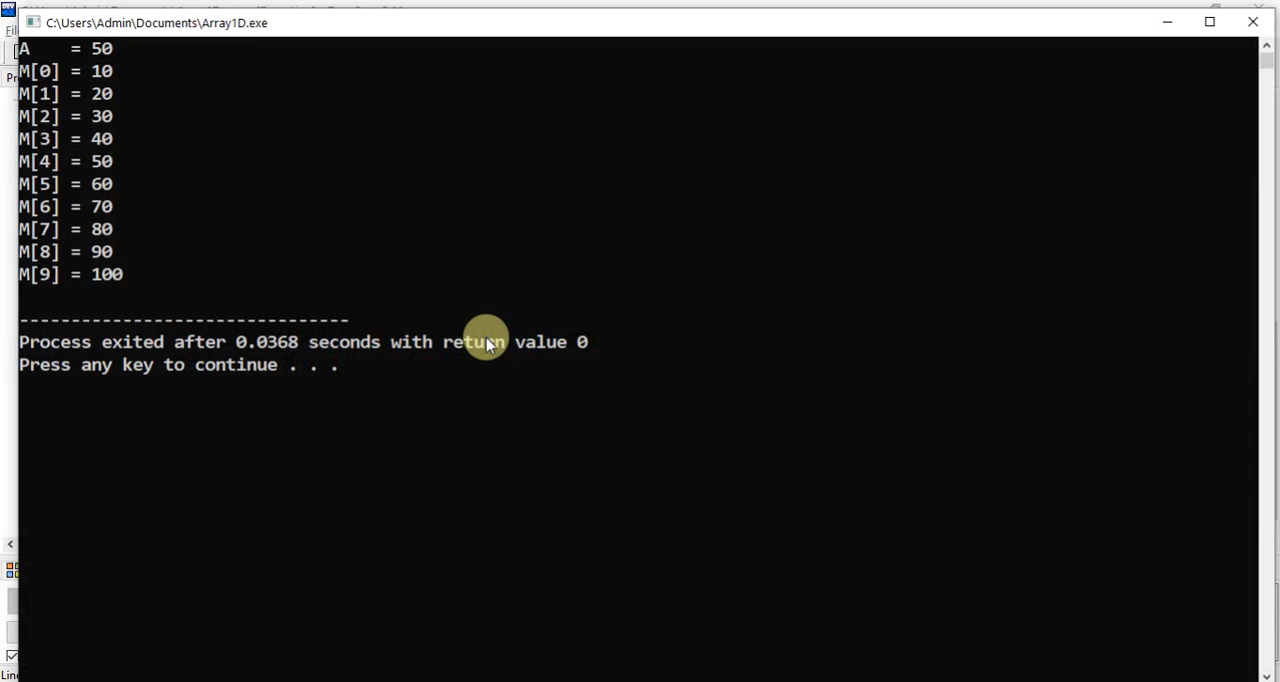 C:\Users\Admin\Documents\Array1D.exe
A    = 50
M[0] = 10
M[1] = 20
M[2] = 30
M[3] = 40
M[4] = 50
M[5] = 60
M[6] = 70
M[7] = 80
M[8] = 90
M[9] = 100
--------------------------------
Process exited after 0.0368 seconds with return value 0
Press any key to continue . . .